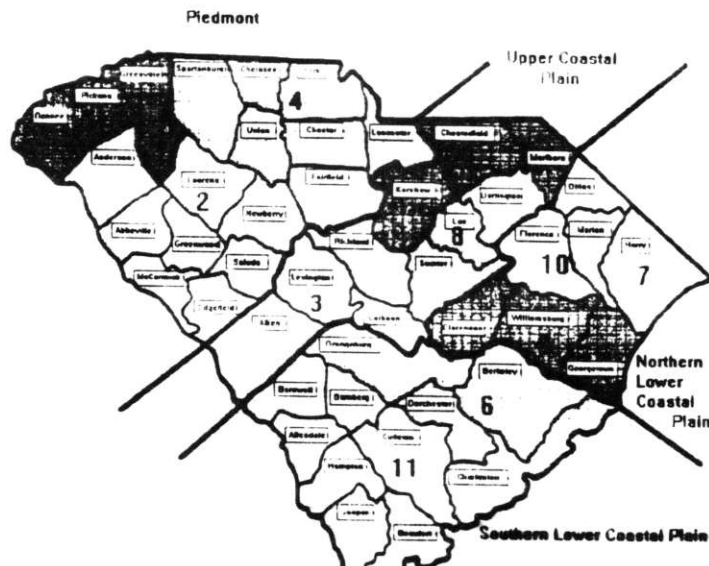 Piedmont
Upper Coastal
Plain
Spartanburg
4
Pickens
Oconee
Union
Chester
Lancaster
Chesterfield
Marlboro
Anderson
Fairfield
Kershaw
Darlington
Dillon
Laurens
2
Newberry
Lee
8
Abbeville
Greenwood
Richland
Florence
Marion
Horry
10
7
Saluda
Sumter
McCormick
Lexington
3
Edgefield
Aiken
Calhoun
Clarendon
Williamsburg
Orangeburg
Georgetown
Northern
Lower
Coastal
Plain
Berkeley
Barnwell
Bamberg
Dorchester
6
Allendale
Colleton
Hampton
11
Charleston
Jasper
Beaufort
Southern Lower Coastal Plain